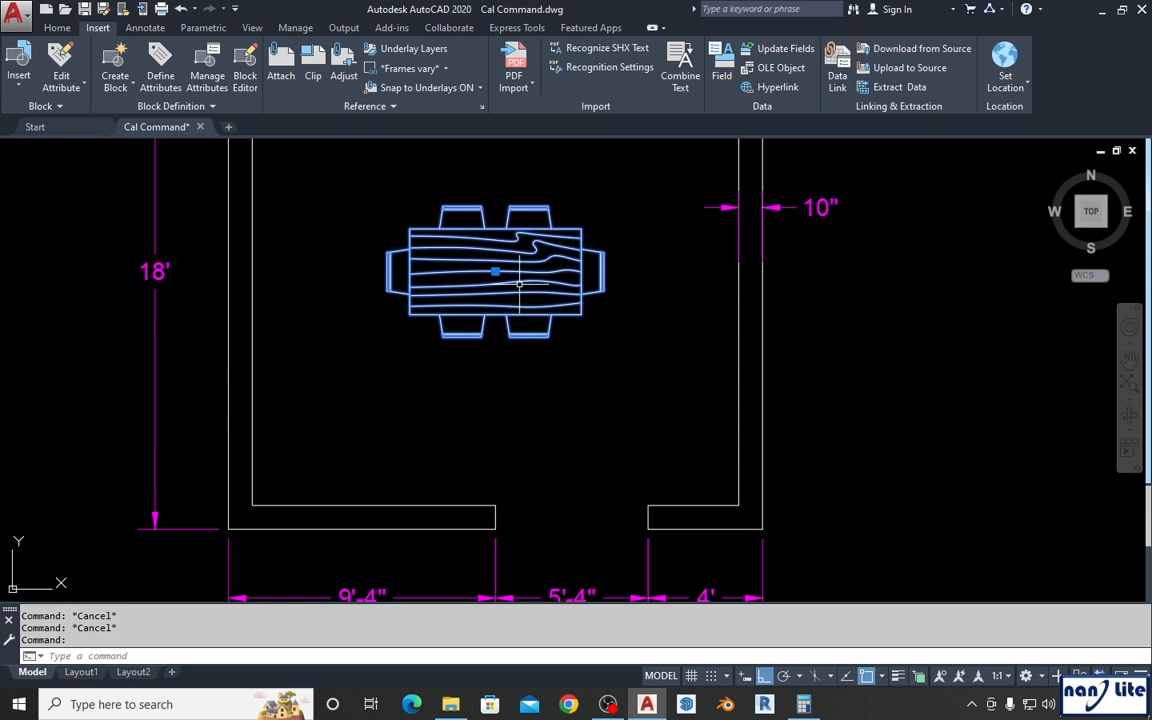 Autodesk AutoCAD 2020 Cal Command.dwg
Type a keyword or phrase
Sign In
Home Insert Annotate Parametric View Manage Output Add-ins Collaborate Express Tools Featured Apps
Insert
Edit
Attribute
Create
Block
Define
Attributes
Manage
Attributes
Block
Editor
Attach
Clip
Adjust
Underlay Layers
*Frames vary*
Snap to Underlays ON
PDF
Import
Recognize SHX Text
Recognition Settings
Combine
Text
Field
Update Fields
OLE Object
Hyperlink
Data
Link
Download from Source
Upload to Source
Extract Data
Set
Location
Block
Block Definition
Reference
Import
Data
Linking & Extraction
Location
Start
Cal Command*
N
W
TOP
E
S
WCS
10"
18'
9'-4"
5'-4"
4'
Y
X
Command: *Cancel*
Command: *Cancel*
Command:
Type a command
Model Layout1 Layout2
MODEL
1:1
Type here to search
nanJlite